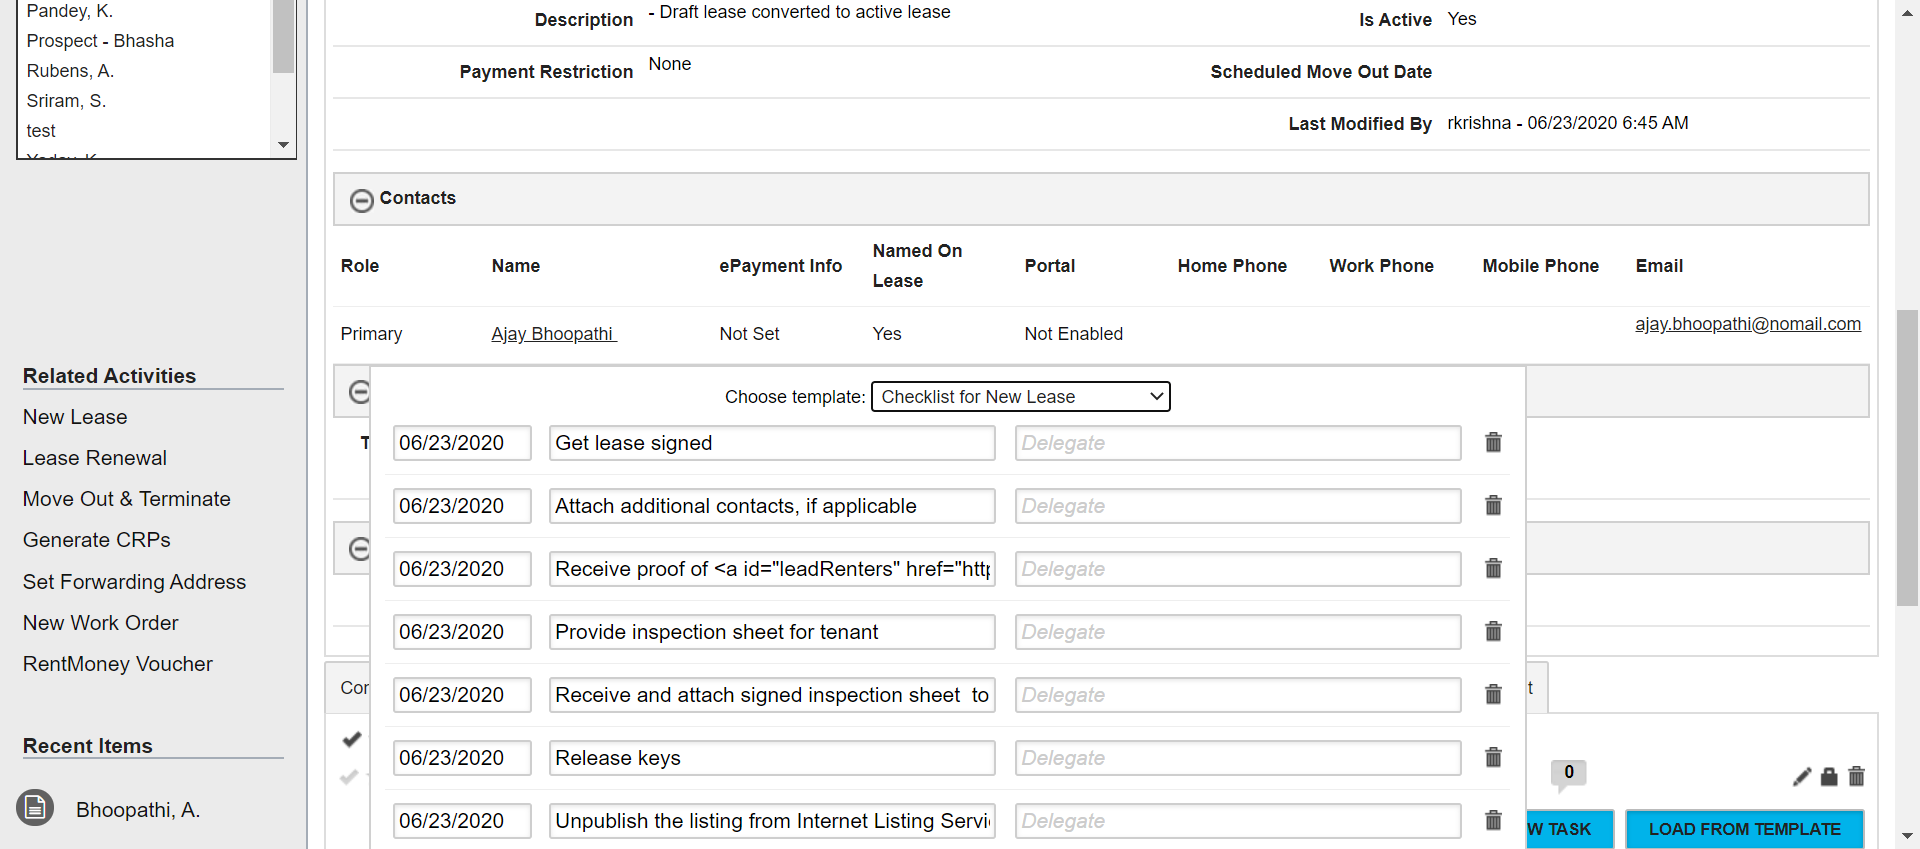 Pandey, K.
Prospect - Bhasha
Rubens, A.
Sriram, S.
test
Related Activities
New Lease
Lease Renewal
Move Out & Terminate
Generate CRPs
Set Forwarding Address
New Work Order
RentMoney Voucher
Recent Items
Bhoopathi, A.
Description - Draft lease converted to active lease Is Active Yes
Payment Restriction None Scheduled Move Out Date
Last Modified By rkrishna - 06/23/2020 6:45 AM
Contacts
Role Name ePayment Info Named On Lease Portal Home Phone Work Phone Mobile Phone Email
Primary Ajay Bhoopathi Not Set Yes Not Enabled ajay.bhoopathi@nomail.com
Choose template: Checklist for New Lease
06/23/2020 Get lease signed Delegate
06/23/2020 Attach additional contacts, if applicable Delegate
06/23/2020 Receive proof of <a id="leadRenters" href="http Delegate
06/23/2020 Provide inspection sheet for tenant Delegate
06/23/2020 Receive and attach signed inspection sheet to Delegate
06/23/2020 Release keys Delegate
06/23/2020 Unpublish the listing from Internet Listing Servi Delegate
Cor t
0
W TASK LOAD FROM TEMPLATE